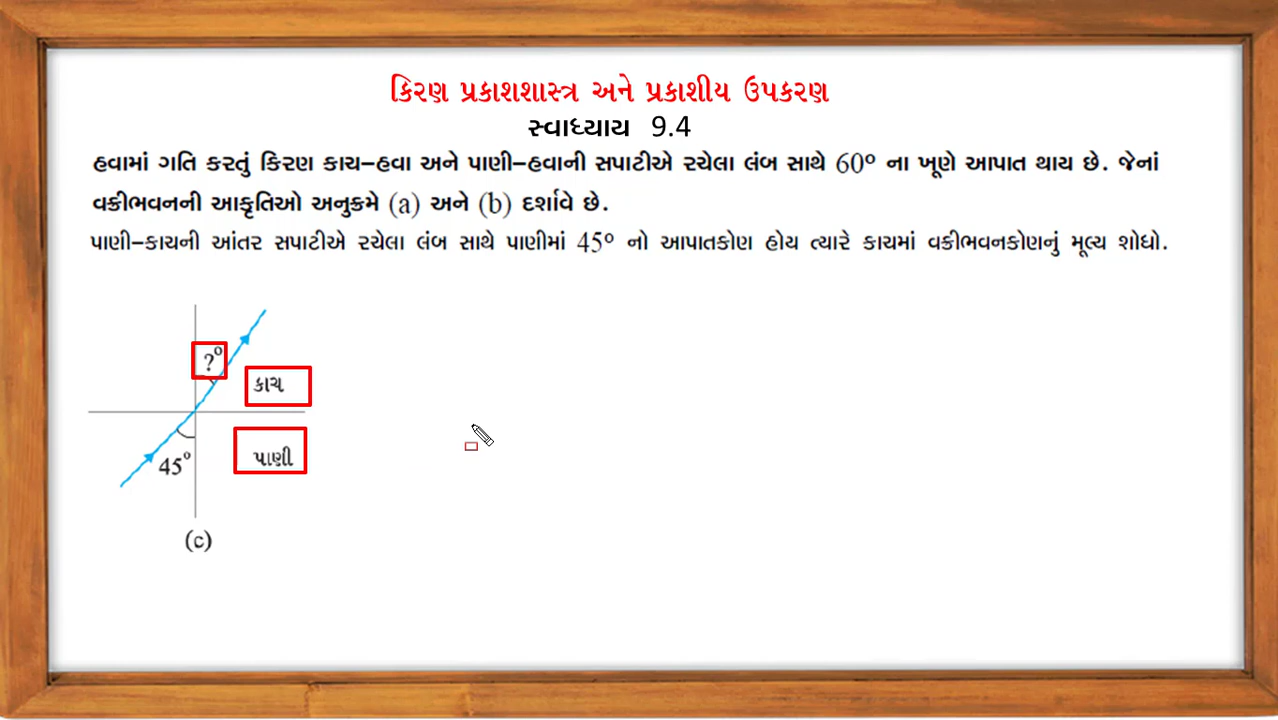 કિરણ પ્રકાશશાસ્ત્ર અને પ્રકાશીય ઉપકરણ
સ્વાધ્યાય 9.4
હવામાં ગતિ કરતું કિરણ કાચ-હવા અને પાણી-હવાની સપાટીએ રચેલા લંબ સાથે 60° ના ખૂણે આપાત થાય છે. જેનાં
વક્રીભવનની આકૃતિઓ અનુક્રમે (a) અને (b) દર્શાવે છે.
પાણી-કાચની આંતર સપાટીએ રચેલા લંબ સાથે પાણીમાં 45° નો આપાતકોણ હોય ત્યારે કાચમાં વક્રીભવનકોણનું મૂલ્ય શોધો.
?°
કાચ
પાણી
45°
(c)